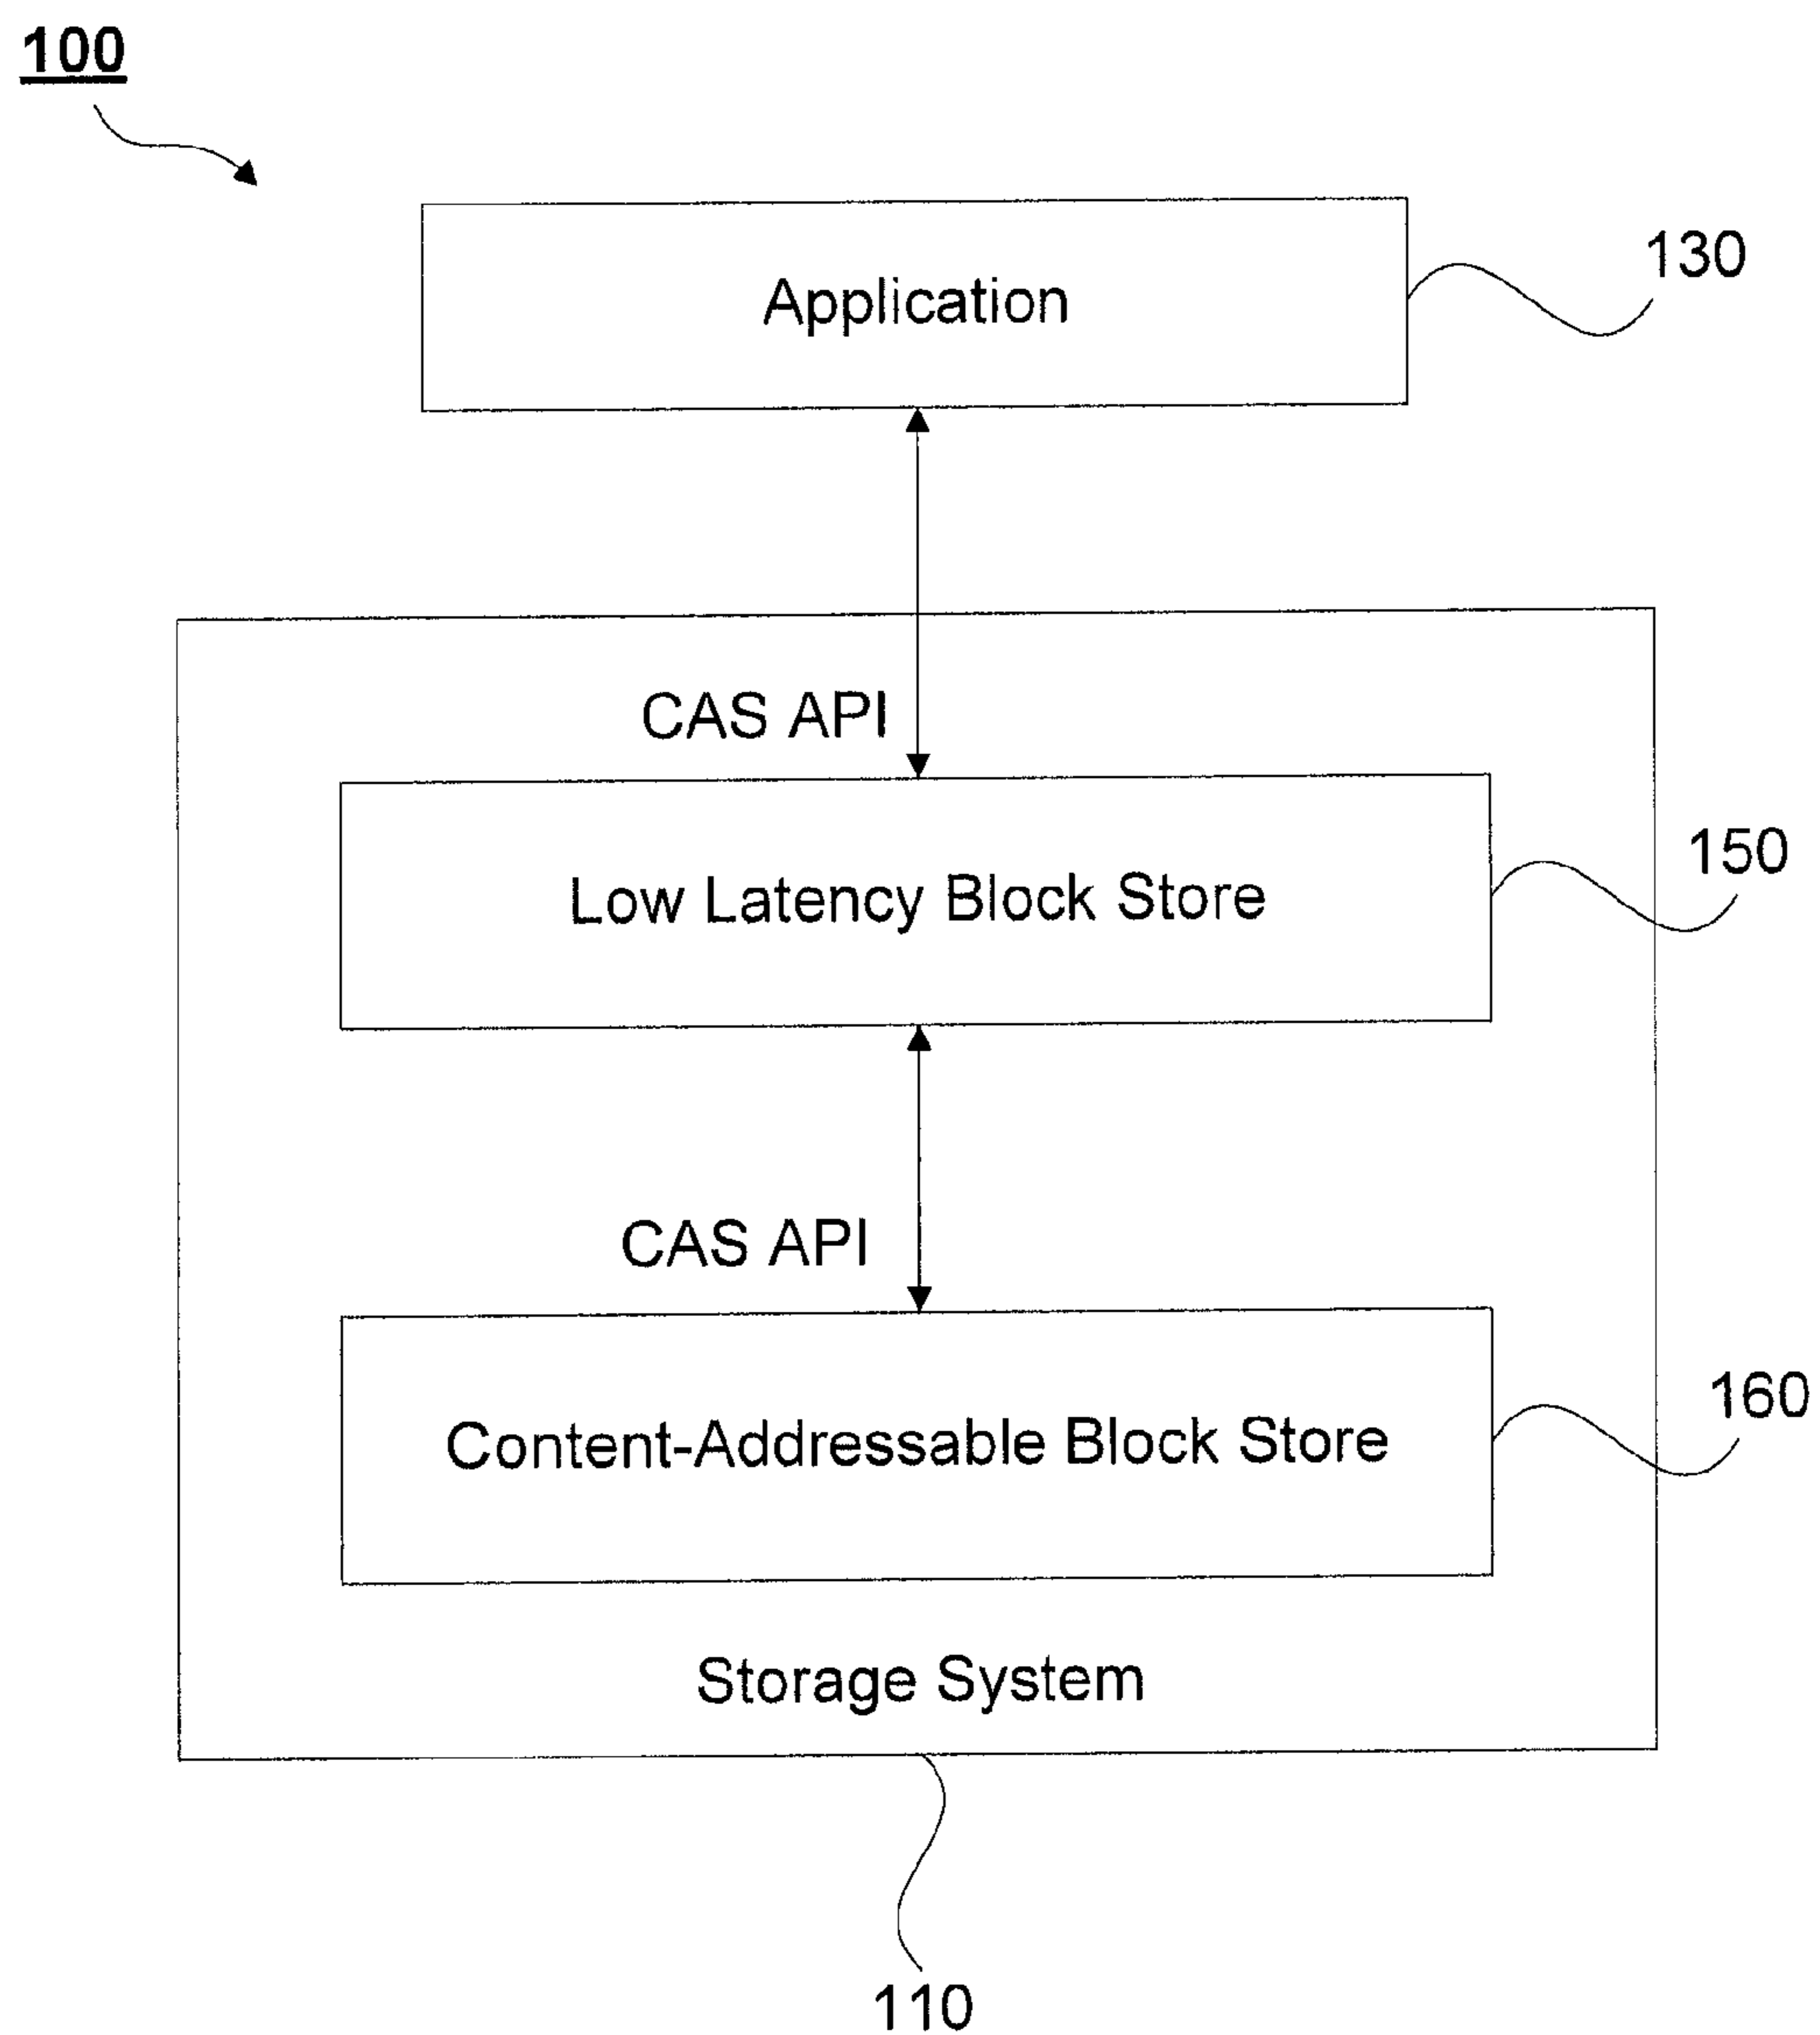 100
Application
130
CAS API
Low Latency Block Store
150
CAS API
Content-Addressable Block Store
160
Storage System
110